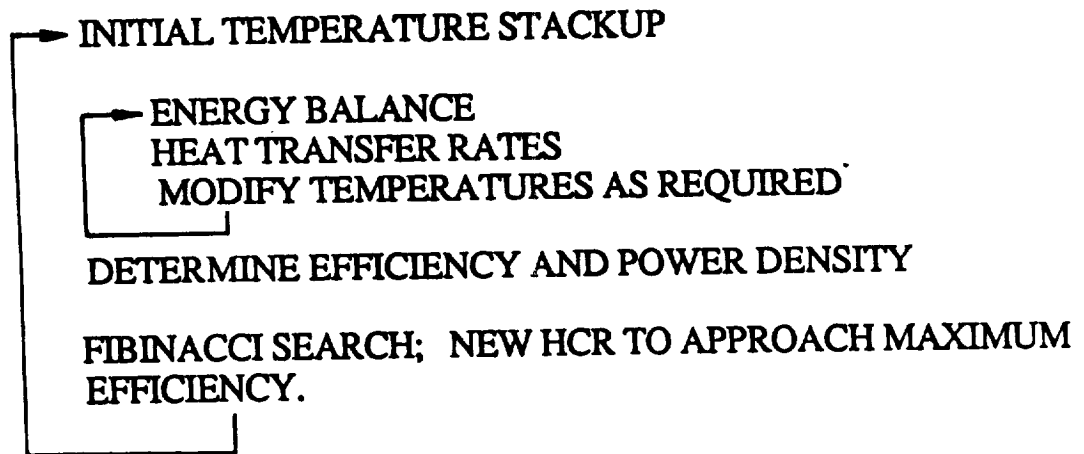 INITIAL TEMPERATURE STACKUP
ENERGY BALANCE
HEAT TRANSFER RATES
MODIFY TEMPERATURES AS REQUIRED
DETERMINE EFFICIENCY AND POWER DENSITY
FIBINACCI SEARCH; NEW HCR TO APPROACH MAXIMUM
EFFICIENCY.